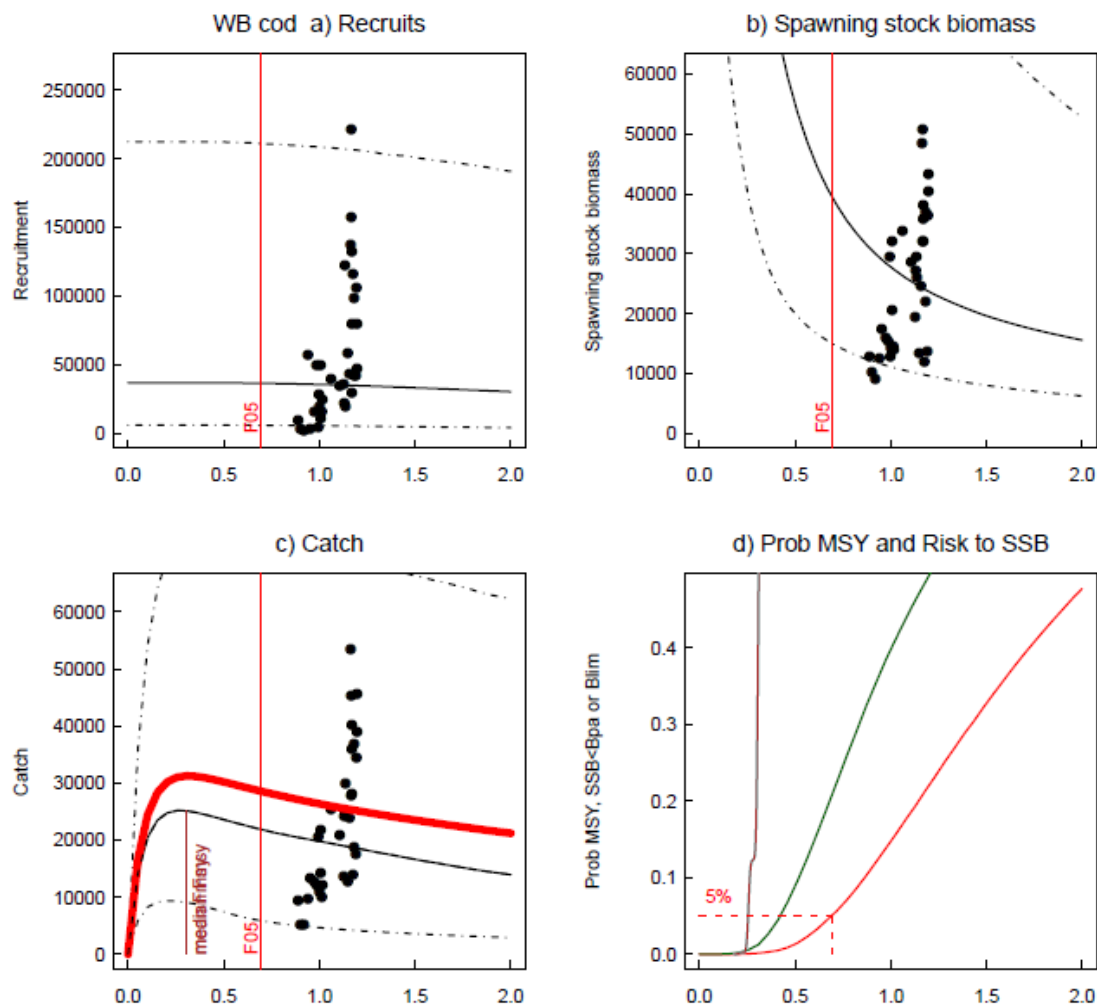 WB cod a) Recruits
Recruitment
250000
200000
150000
100000
50000
0
F05
0.0 0.5 1.0 1.5 2.0
b) Spawning stock biomass
Spawning stock biomass
60000
50000
40000
30000
20000
10000
0
F05
0.0 0.5 1.0 1.5 2.0
c) Catch
Catch
60000
50000
40000
30000
20000
10000
0
F05
0.0 0.5 1.0 1.5 2.0
d) Prob MSY and Risk to SSB
Prob MSY, SSB<Bpa or Blim
0.4
0.3
0.2
0.1
0.0
5%
0.0 0.5 1.0 1.5 2.0